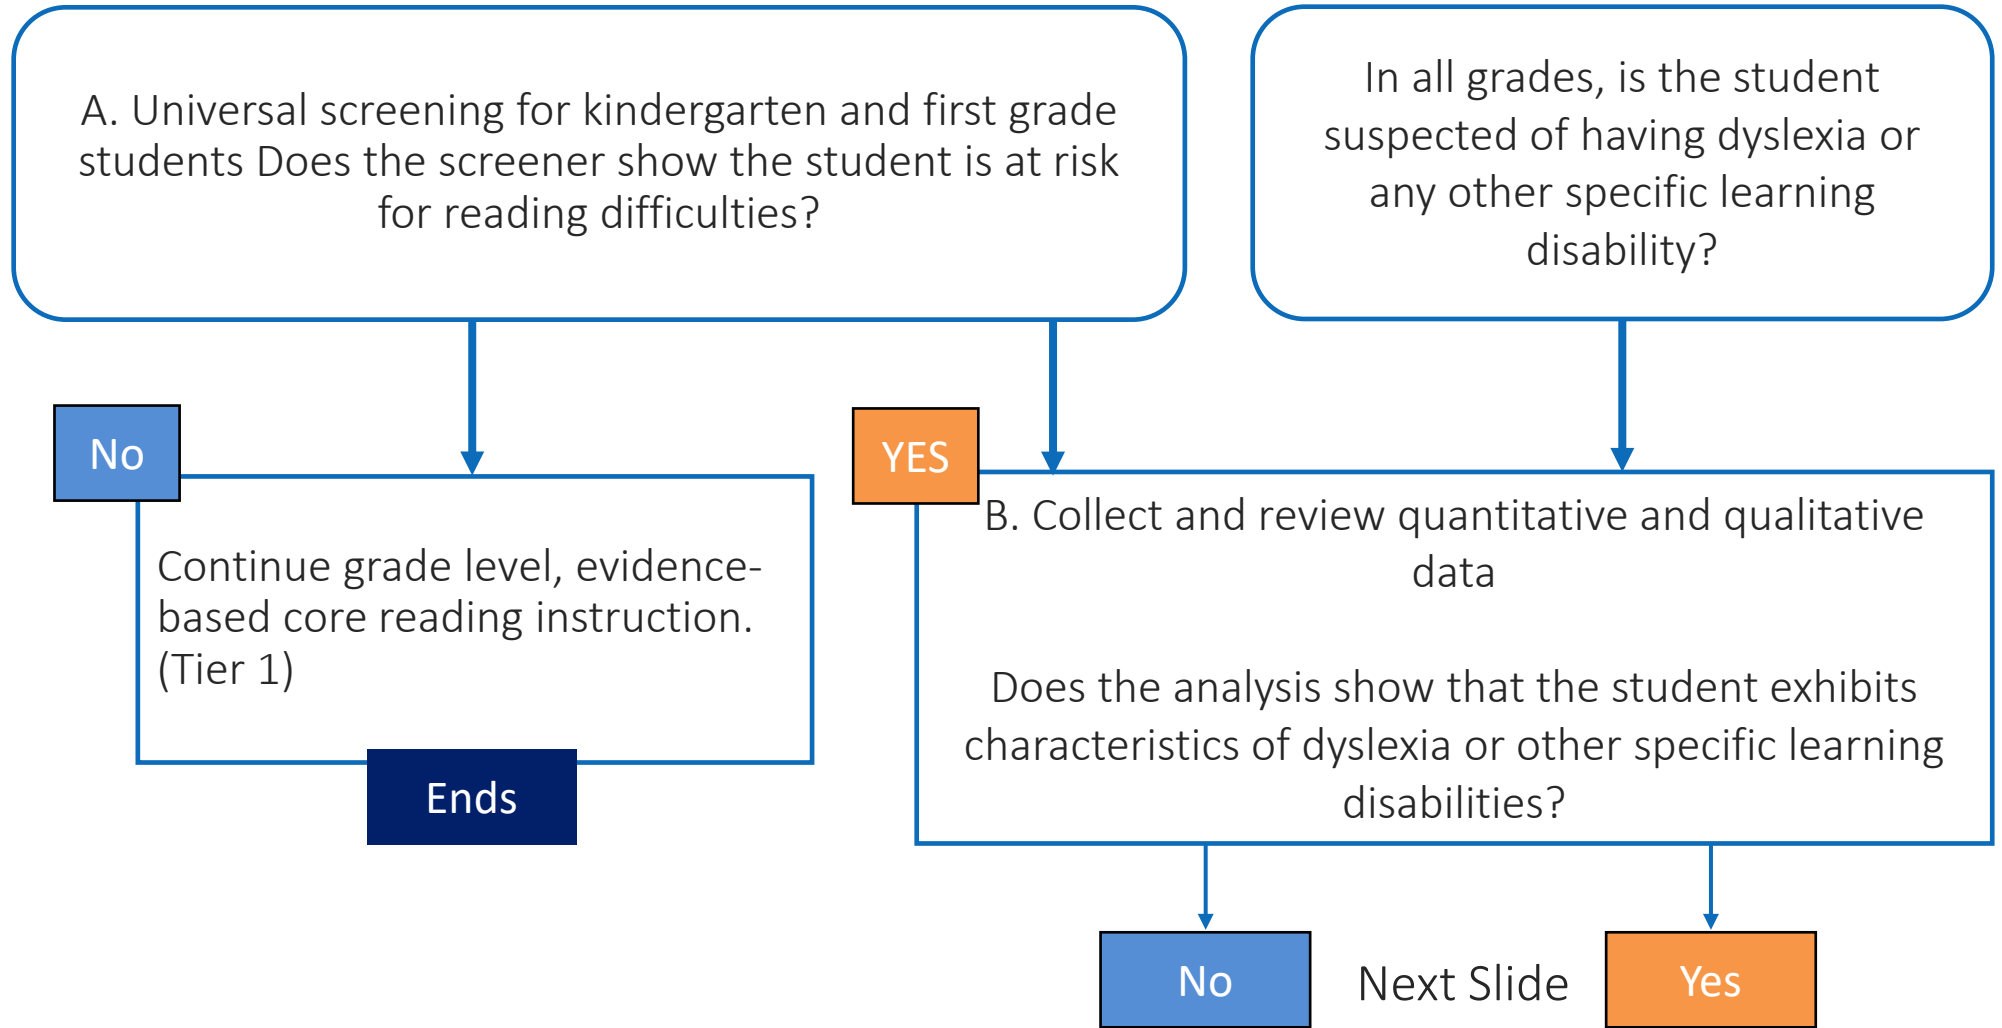 A. Universal screening for kindergarten and first grade
students Does the screener show the student is at risk
for reading difficulties?
In all grades, is the student
suspected of having dyslexia or
any other specific learning
disability?
No
Continue grade level, evidence-
based core reading instruction.
(Tier 1)
Ends
YES
B. Collect and review quantitative and qualitative
data
Does the analysis show that the student exhibits
characteristics of dyslexia or other specific learning
disabilities?
No
Next Slide
Yes